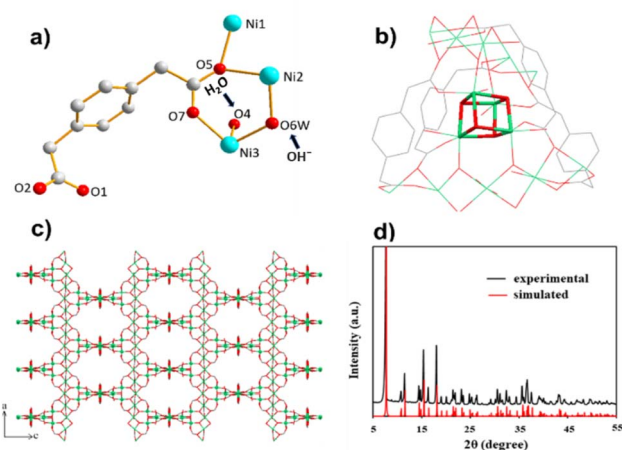 a)
Ni1
O5
Ni2
H₂O
O7
O4
O6W
Ni3
OH⁻
O2
O1
b)
c)
a
c
d)
experimental
simulated
Intensity (a.u.)
5
15
25
35
45
55
2θ (degree)